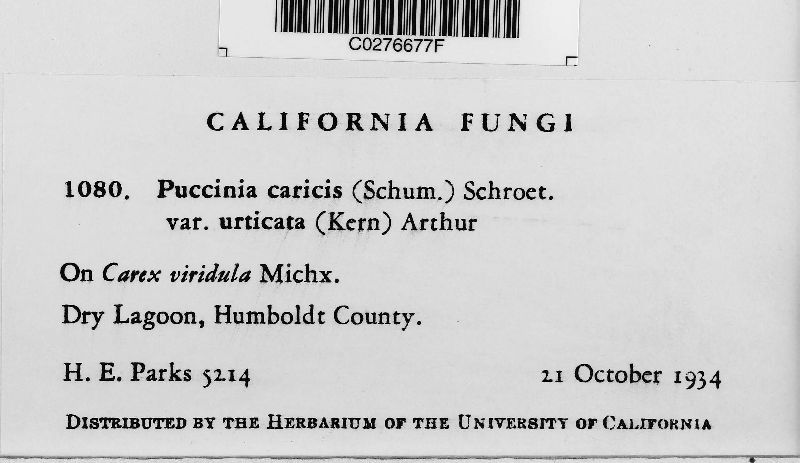 C0276677F
CALIFORNIA FUNGI
1080. Puccinia caricis (Schum.) Schroet.
var. urticata (Kern) Arthur
On Carex viridula Michx.
Dry Lagoon, Humboldt County.
H. E. Parks 5214 21 October 1934
DISTRIBUTED BY THE HERBARIUM OF THE UNIVERSITY OF CALIFORNIA